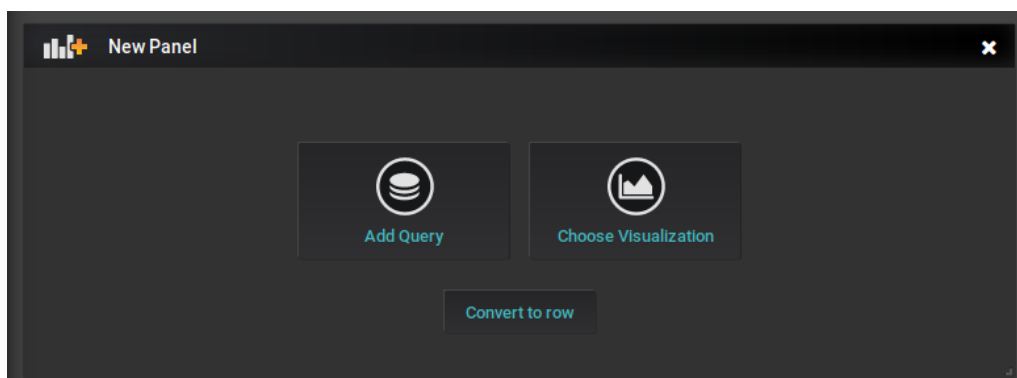 New Panel
Add Query
Choose Visualization
Convert to row